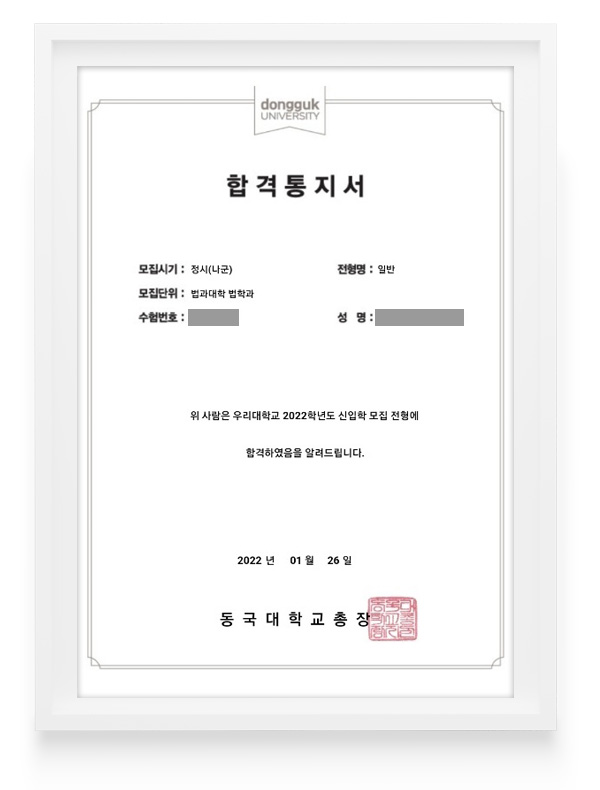 dongguk
UNIVERSITY
합격통지서
모집시기 : 정시(나군) 전형명 : 일반
모집단위 : 법과대학 법학과
수험번호 : 성 명 :
위 사람은 우리대학교 2022학년도 신입학 모집 전형에
합격하였음을 알려드립니다.
2022 년 01 월 26 일
동국대학교총장